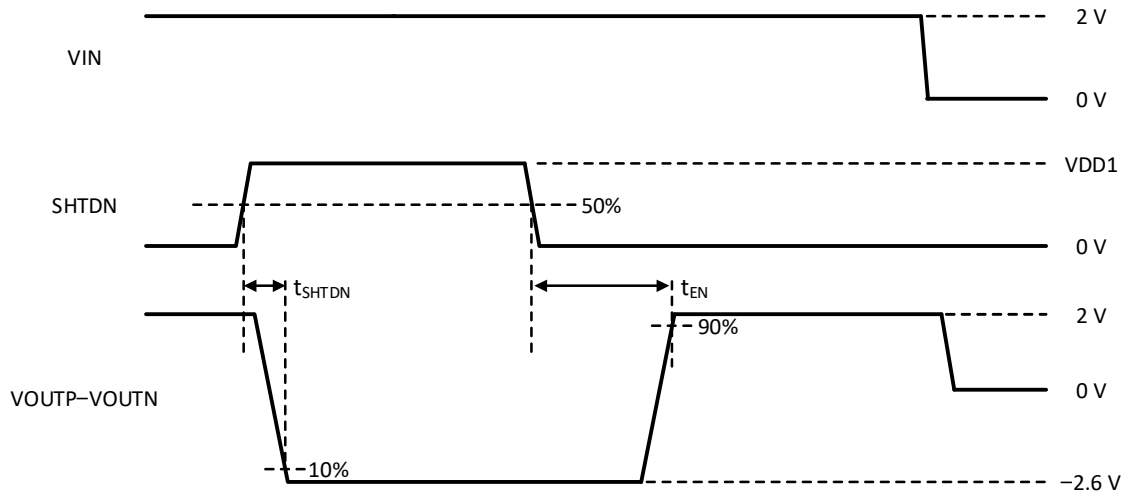 2 V
VIN
0 V
VDD1
SHTDN
50%
0 V
tSHTDN
tEN
2 V
90%
0 V
VOUTP–VOUTN
10%
–2.6 V